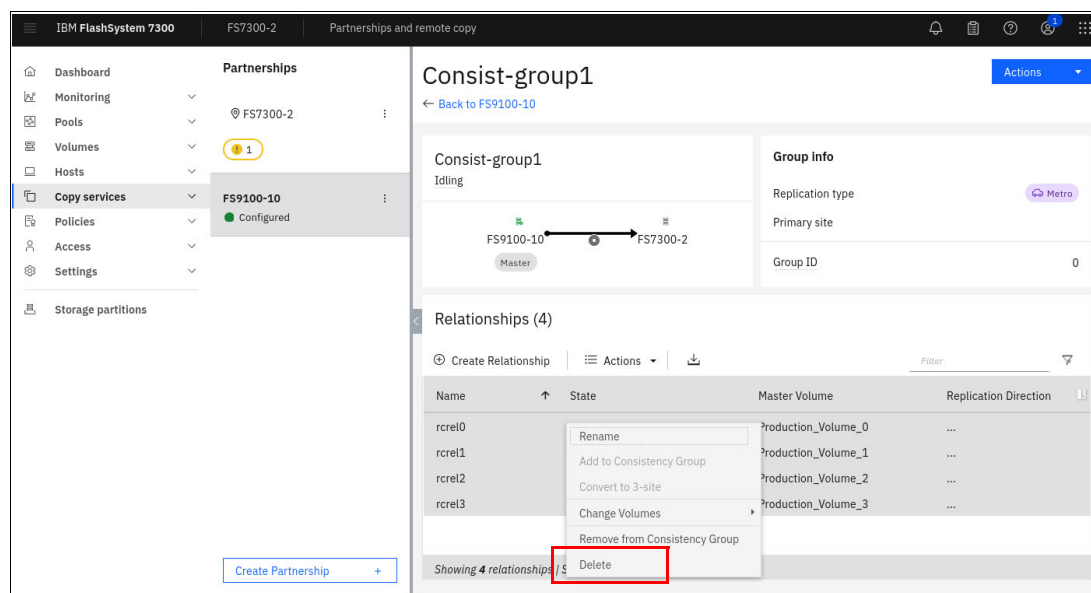 IBM FlashSystem 7300
FS7300-2
Partnerships and remote copy
1
Dashboard
Monitoring
Pools
Volumes
Hosts
Copy services
Policies
Access
Settings
Storage partitions
Partnerships
FS7300-2
1
FS9100-10
Configured
Create Partnership +
Consist-group1
Actions
← Back to FS9100-10
Consist-group1
Idling
FS9100-10
FS7300-2
Master
Group info
Replication type
Metro
Primary site
Group ID
0
Relationships (4)
Create Relationship
Actions
Filter
Name
State
Master Volume
Replication Direction
rcrel0
Production_Volume_0
...
rcrel1
Production_Volume_1
...
rcrel2
Production_Volume_2
...
rcrel3
Production_Volume_3
...
Rename
Add to Consistency Group
Convert to 3-site
Change Volumes
Remove from Consistency Group
Delete
Showing 4 relationships | S